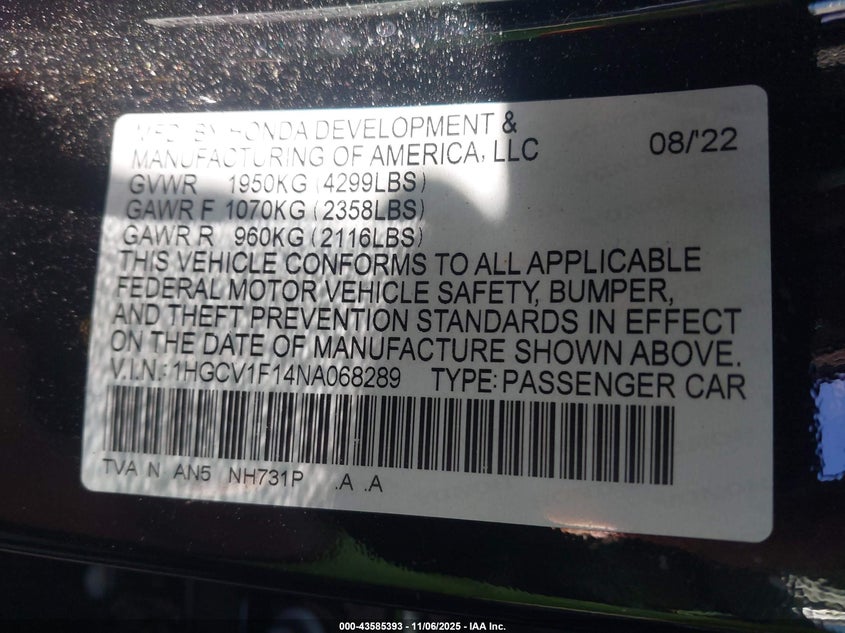 MFD. BY HONDA DEVELOPMENT &
MANUFACTURING OF AMERICA, LLC 08/'22
GVWR 1950KG (4299LBS)
GAWR F 1070KG (2358LBS)
GAWR R 960KG (2116LBS)
THIS VEHICLE CONFORMS TO ALL APPLICABLE
FEDERAL MOTOR VEHICLE SAFETY, BUMPER,
AND THEFT PREVENTION STANDARDS IN EFFECT
ON THE DATE OF MANUFACTURE SHOWN ABOVE.
V.I.N.: 1HGCV1F14NA068289 TYPE: PASSENGER CAR
TVA N AN5 NH731P .A .A
000-43585393 - 11/06/2025 - IAA Inc.